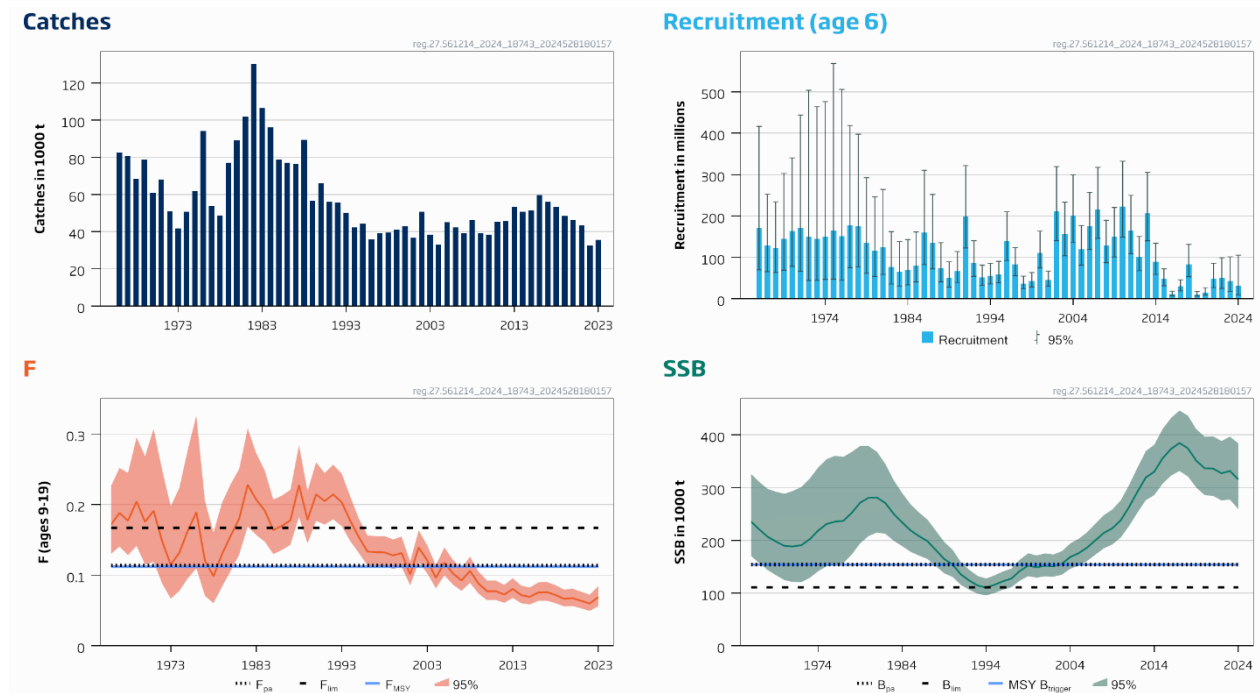 Catches
reg.27.561214_2024_18743_2024528180157
Catches in 1000 t
120
100
80
60
40
20
0
1973 1983 1993 2003 2013 2023
Recruitment (age 6)
reg.27.561214_2024_18743_2024528180157
Recruitment in millions
500
400
300
200
100
0
1974 1984 1994 2004 2014 2024
Recruitment 95%
F
reg.27.561214_2024_18743_2024528180157
F (ages 9-19)
0.3
0.2
0.1
0
1973 1983 1993 2003 2013 2023
Fpa Flim FMSY 95%
SSB
reg.27.561214_2024_18743_2024528180157
SSB in 1000 t
400
300
200
100
0
1974 1984 1994 2004 2014 2024
Bpa Blim MSY Btrigger 95%